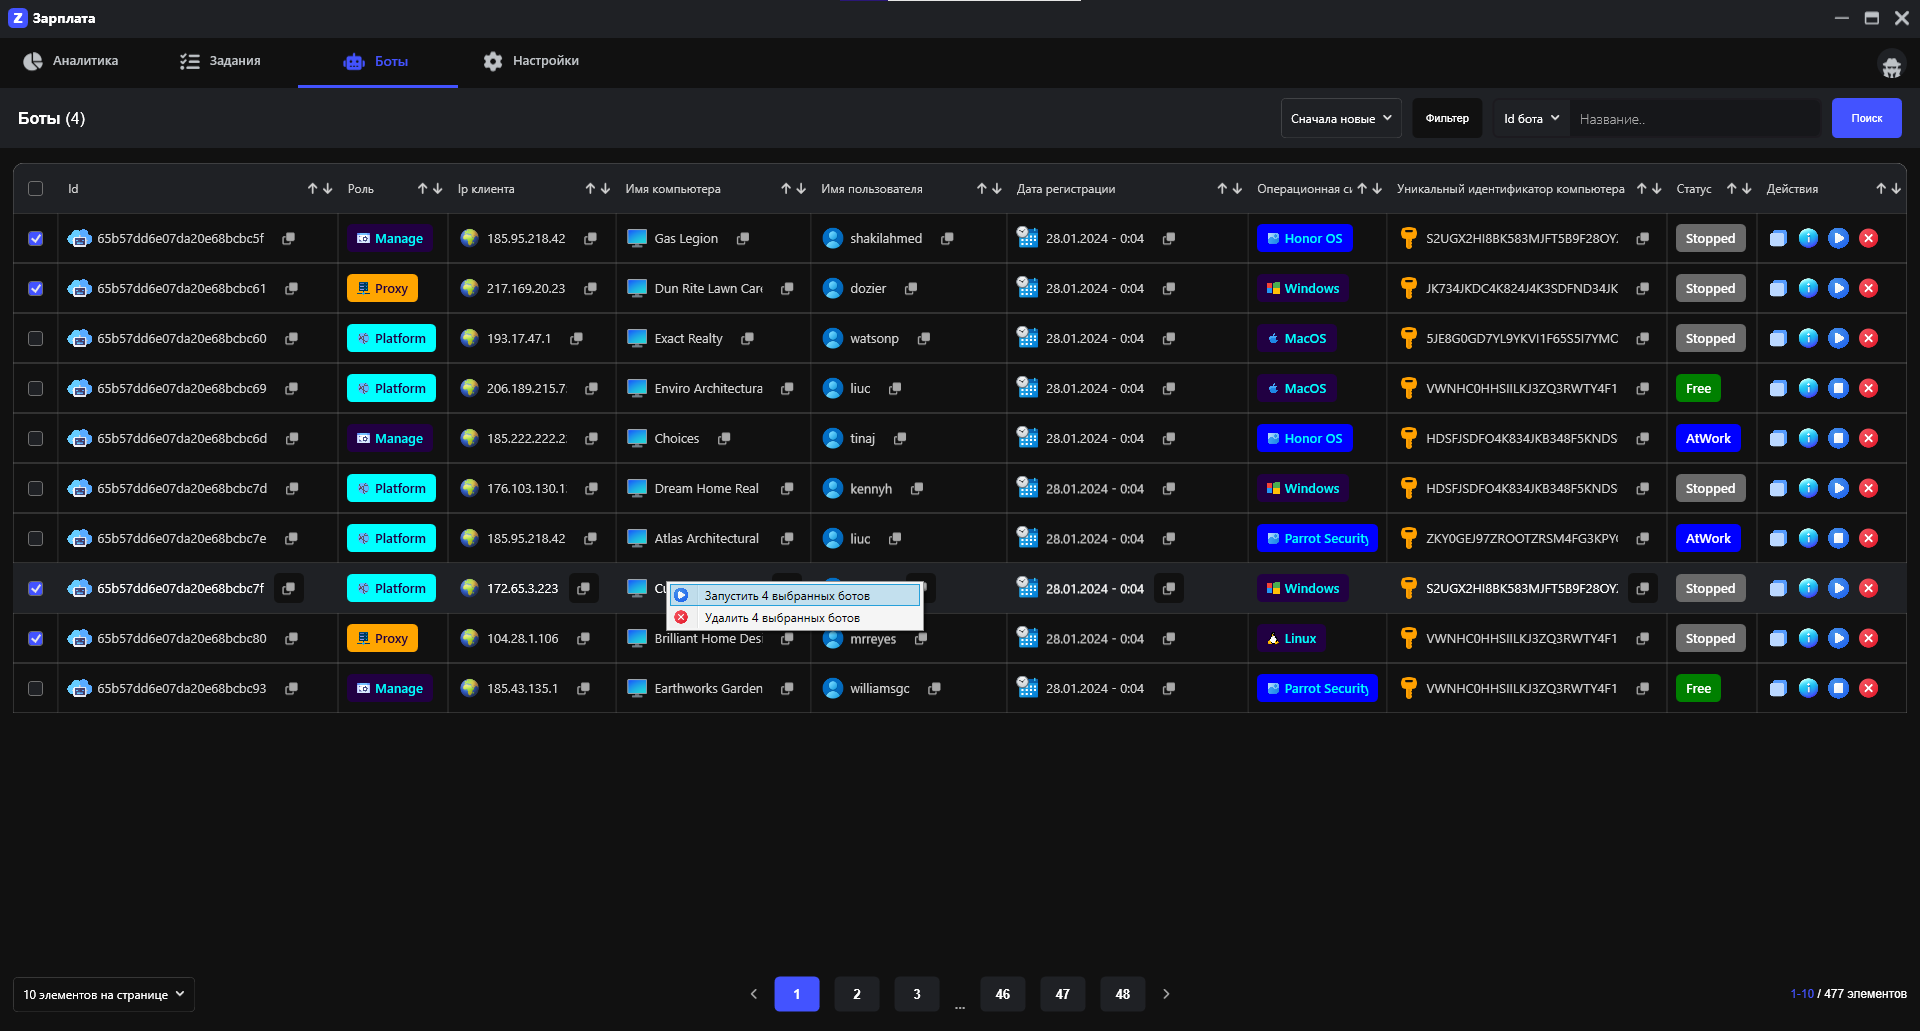 Z Зарплата
Аналитика Задания Боты Настройки
Боты (4) Сначала новые Фильтер Id бота Название.. Поиск
Id Роль Ip клиента Имя компьютера Имя пользователя Дата регистрации Операционная си Уникальный идентификатор компьютера Статус Действия
65b57dd6e07da20e68bcbc5f Manage 185.95.218.42 Gas Legion shakilahmed 28.01.2024 - 0:04 Honor OS S2UGX2HI8BK583MJFT5B9F28OY Stopped
65b57dd6e07da20e68bcbc61 Proxy 217.169.20.23 Dun Rite Lawn Care dozier 28.01.2024 - 0:04 Windows JK734JKDC4K824J4K3SDFND34JK Stopped
65b57dd6e07da20e68bcbc60 Platform 193.17.47.1 Exact Realty watsonp 28.01.2024 - 0:04 MacOS 5JE8G0GD7YL9YKVI1F65S5I7YMC Stopped
65b57dd6e07da20e68bcbc69 Platform 206.189.215.7 Enviro Architectura liuc 28.01.2024 - 0:04 MacOS VWNHC0HHSIILKJ3ZQ3RWTY4F1 Free
65b57dd6e07da20e68bcbc6d Manage 185.222.222.2 Choices tinaj 28.01.2024 - 0:04 Honor OS HDSFJSDFO4K834JKB348F5KNDS AtWork
65b57dd6e07da20e68bcbc7d Platform 176.103.130.1 Dream Home Real kennyh 28.01.2024 - 0:04 Windows HDSFJSDFO4K834JKB348F5KNDS Stopped
65b57dd6e07da20e68bcbc7e Platform 185.95.218.42 Atlas Architectural liuc 28.01.2024 - 0:04 Parrot Security ZKY0GEJ97ZROOTZRSM4FG3KPY Atwork
65b57dd6e07da20e68bcbc7f Platform 172.65.3.223 28.01.2024 - 0:04 Windows S2UGX2HI8BK583MJFT5B9F28OY Stopped
Запустить 4 выбранных ботов
Удалить 4 выбранных ботов
65b57dd6e07da20e68bcbc80 Proxy 104.28.1.106 Brilliant Home Desi mrreyes 28.01.2024 - 0:04 Linux VWNHC0HHSIILKJ3ZQ3RWTY4F1 Stopped
65b57dd6e07da20e68bcbc93 Manage 185.43.135.1 Earthworks Garden williamsgc 28.01.2024 - 0:04 Parrot Security VWNHC0HHSIILKJ3ZQ3RWTY4F1 Free
10 элементов на странице 1 2 3 ... 46 47 48 1-10 / 477 элементов